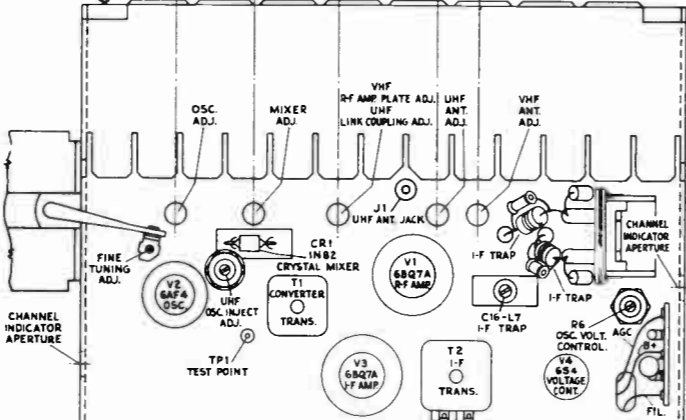 OSC.
ADJ.
MIXER
ADJ.
VHF
R-F AMP. PLATE ADJ.
UHF
LINK COUPLING ADJ.
UHF
ANT.
ADJ.
VHF
ANT.
ADJ.
J1
UHF ANT. JACK
FINE
TUNING
ADJ.
CR1
1N82
CRYSTAL MIXER
I-F TRAP
I-F TRAP
CHANNEL
INDICATOR
APERTURE
V2
6AF4
OSC.
UHF
OSC. INJECT
ADJ.
T1
CONVERTER
TRANS.
V1
6BQ7A
R-F AMP.
C16-L7
I-F TRAP
R6
OSC. VOLT.
CONTROL.
AGC
B+
FIL.
CHANNEL
INDICATOR
APERTURE
TP1
TEST POINT
V3
6BQ7A
I-F AMP.
T2
I-F
TRANS.
V4
6S4
VOLTAGE
CONT.